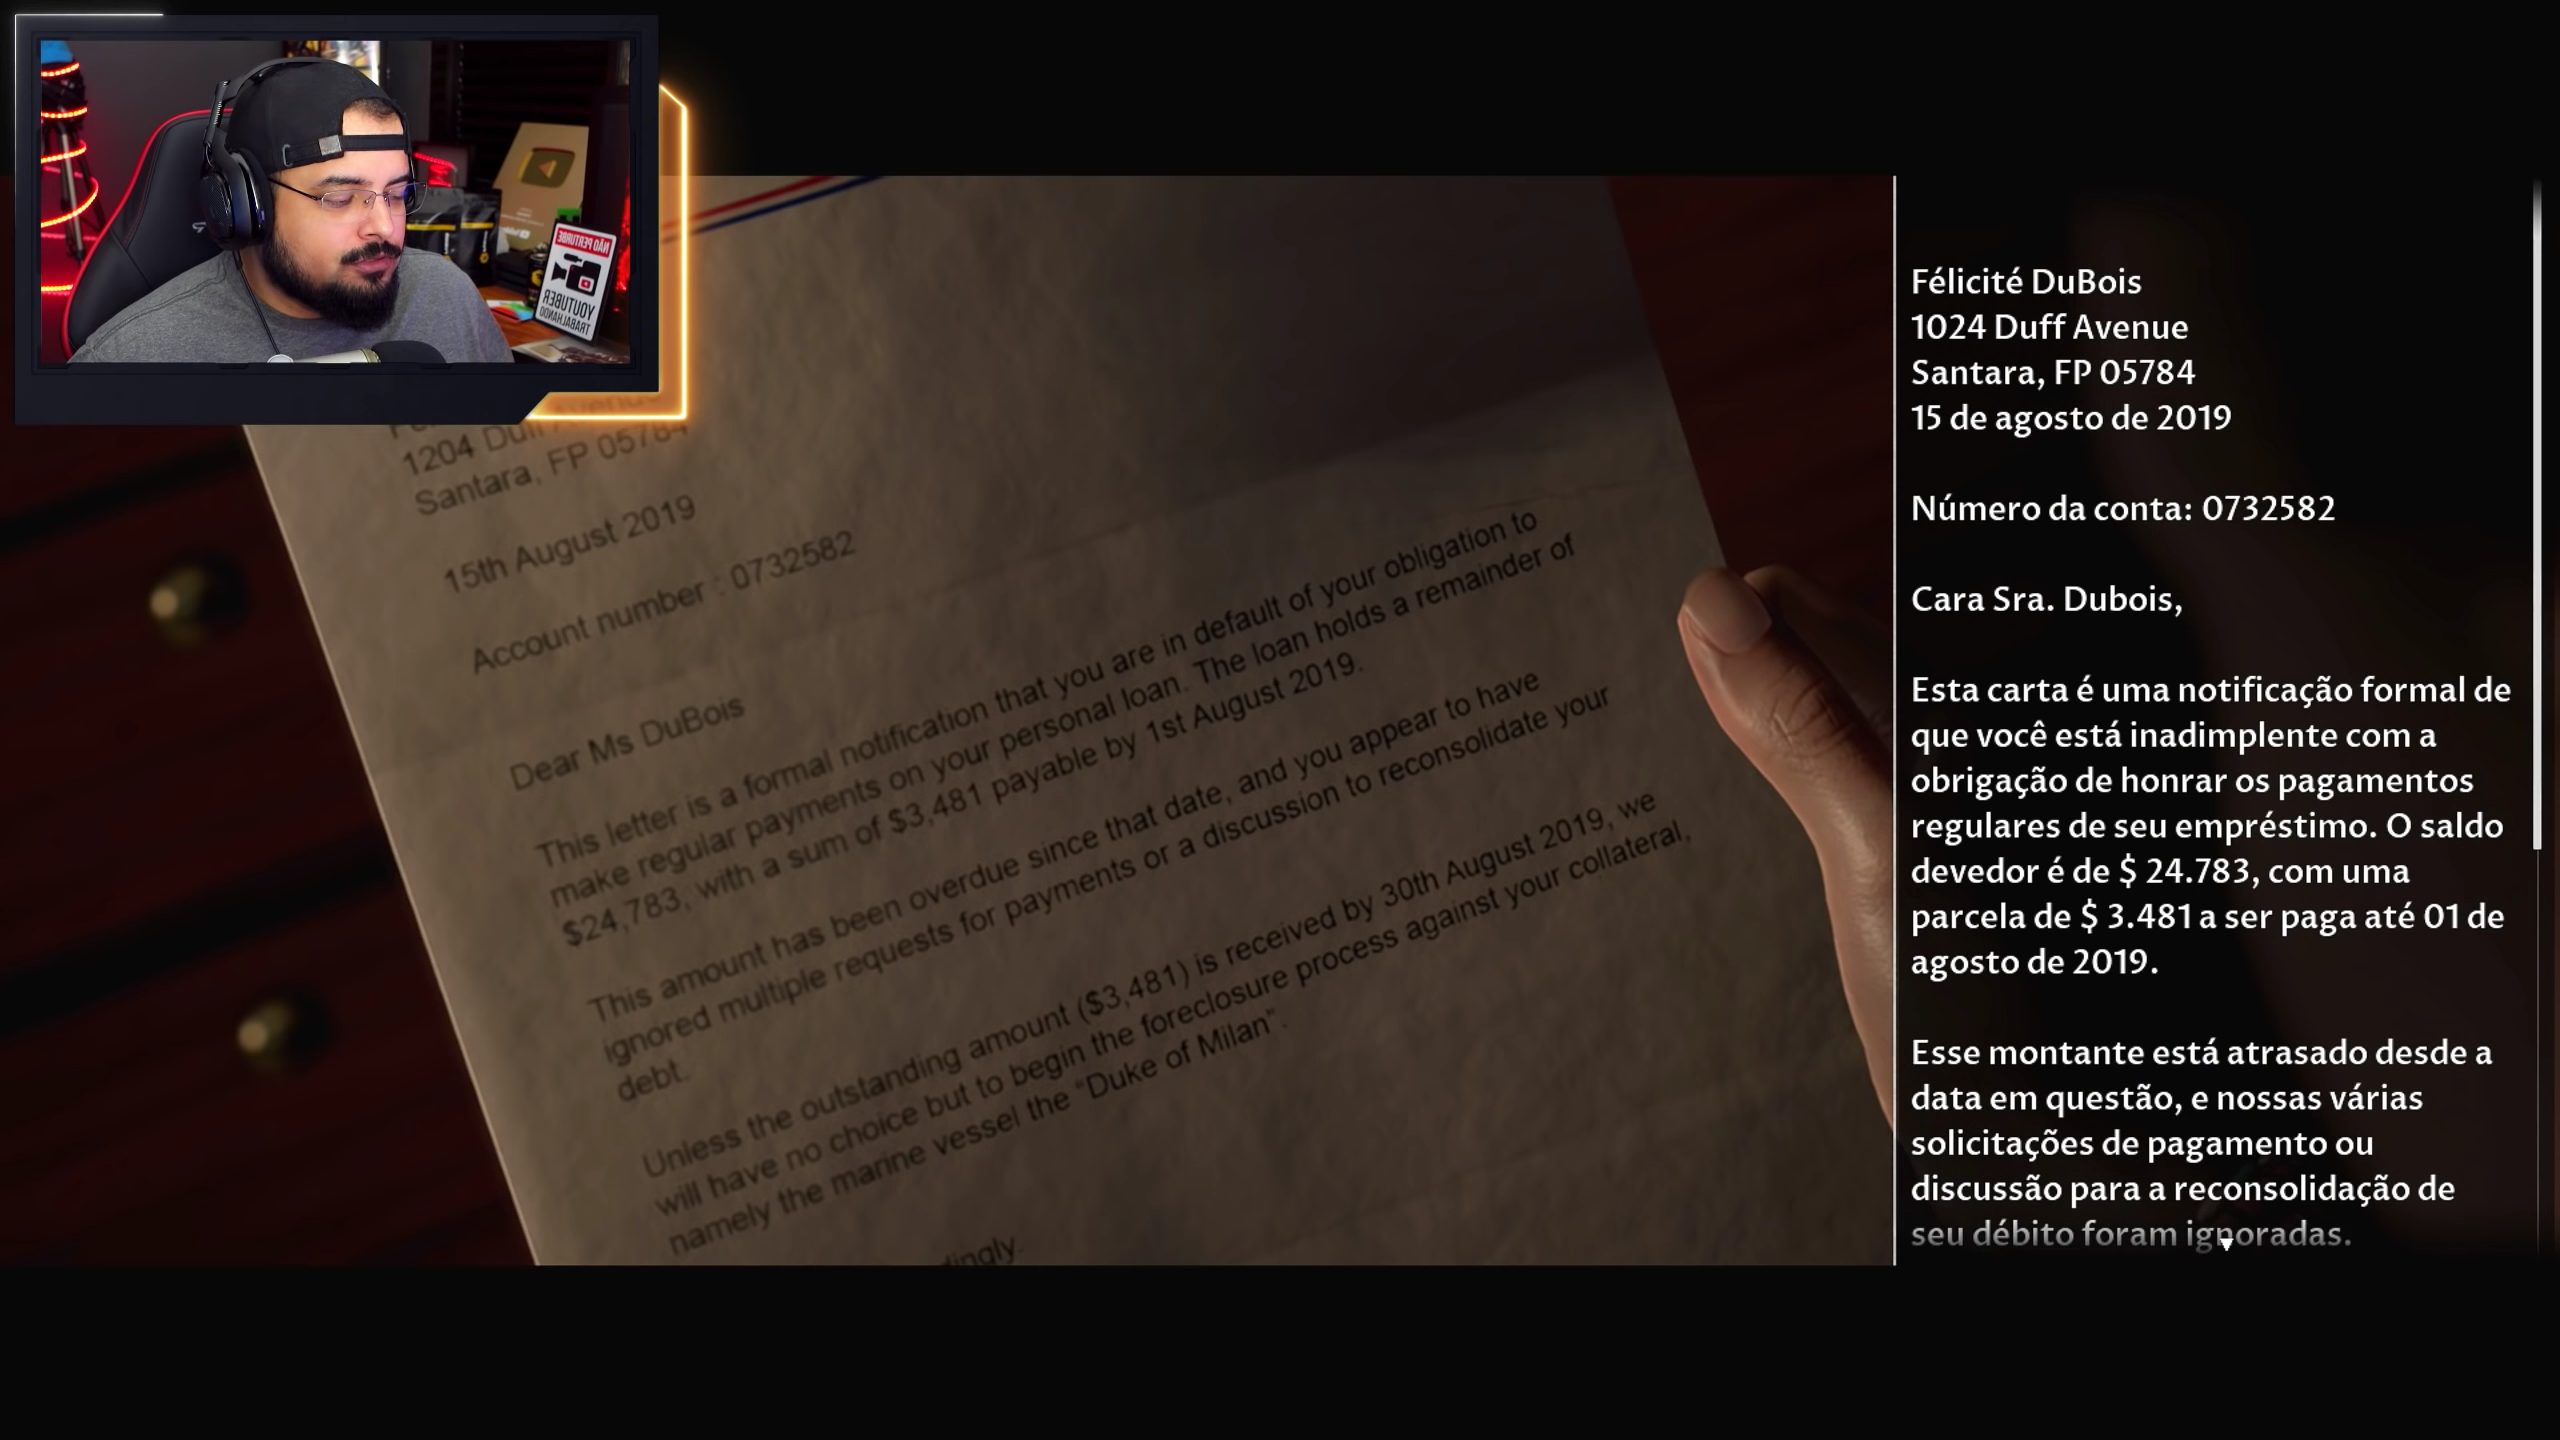 NÃO PERTURBE
YOUTUBER
TRABALHANDO
1204 Duff Avenue
Santara, FP 05784
15th August 2019
Account number : 0732582
Dear Ms DuBois
This letter is a formal notification that you are in default of your obligation to
make regular payments on your personal loan. The loan holds a remainder of
$24,783, with a sum of $3,481 payable by 1st August 2019.
This amount has been overdue since that date, and you appear to have
ignored multiple requests for payments or a discussion to reconsolidate your
debt.
Unless the outstanding amount ($3,481) is received by 30th August 2019, we
will have no choice but to begin the foreclosure process against your collateral,
namely the marine vessel the "Duke of Milan".
Félicité DuBois
1024 Duff Avenue
Santara, FP 05784
15 de agosto de 2019
Número da conta: 0732582
Cara Sra. Dubois,
Esta carta é uma notificação formal de
que você está inadimplente com a
obrigação de honrar os pagamentos
regulares de seu empréstimo. O saldo
devedor é de $ 24.783, com uma
parcela de $ 3.481 a ser paga até 01 de
agosto de 2019.
Esse montante está atrasado desde a
data em questão, e nossas várias
solicitações de pagamento ou
discussão para a reconsolidação de
seu débito foram ignoradas.